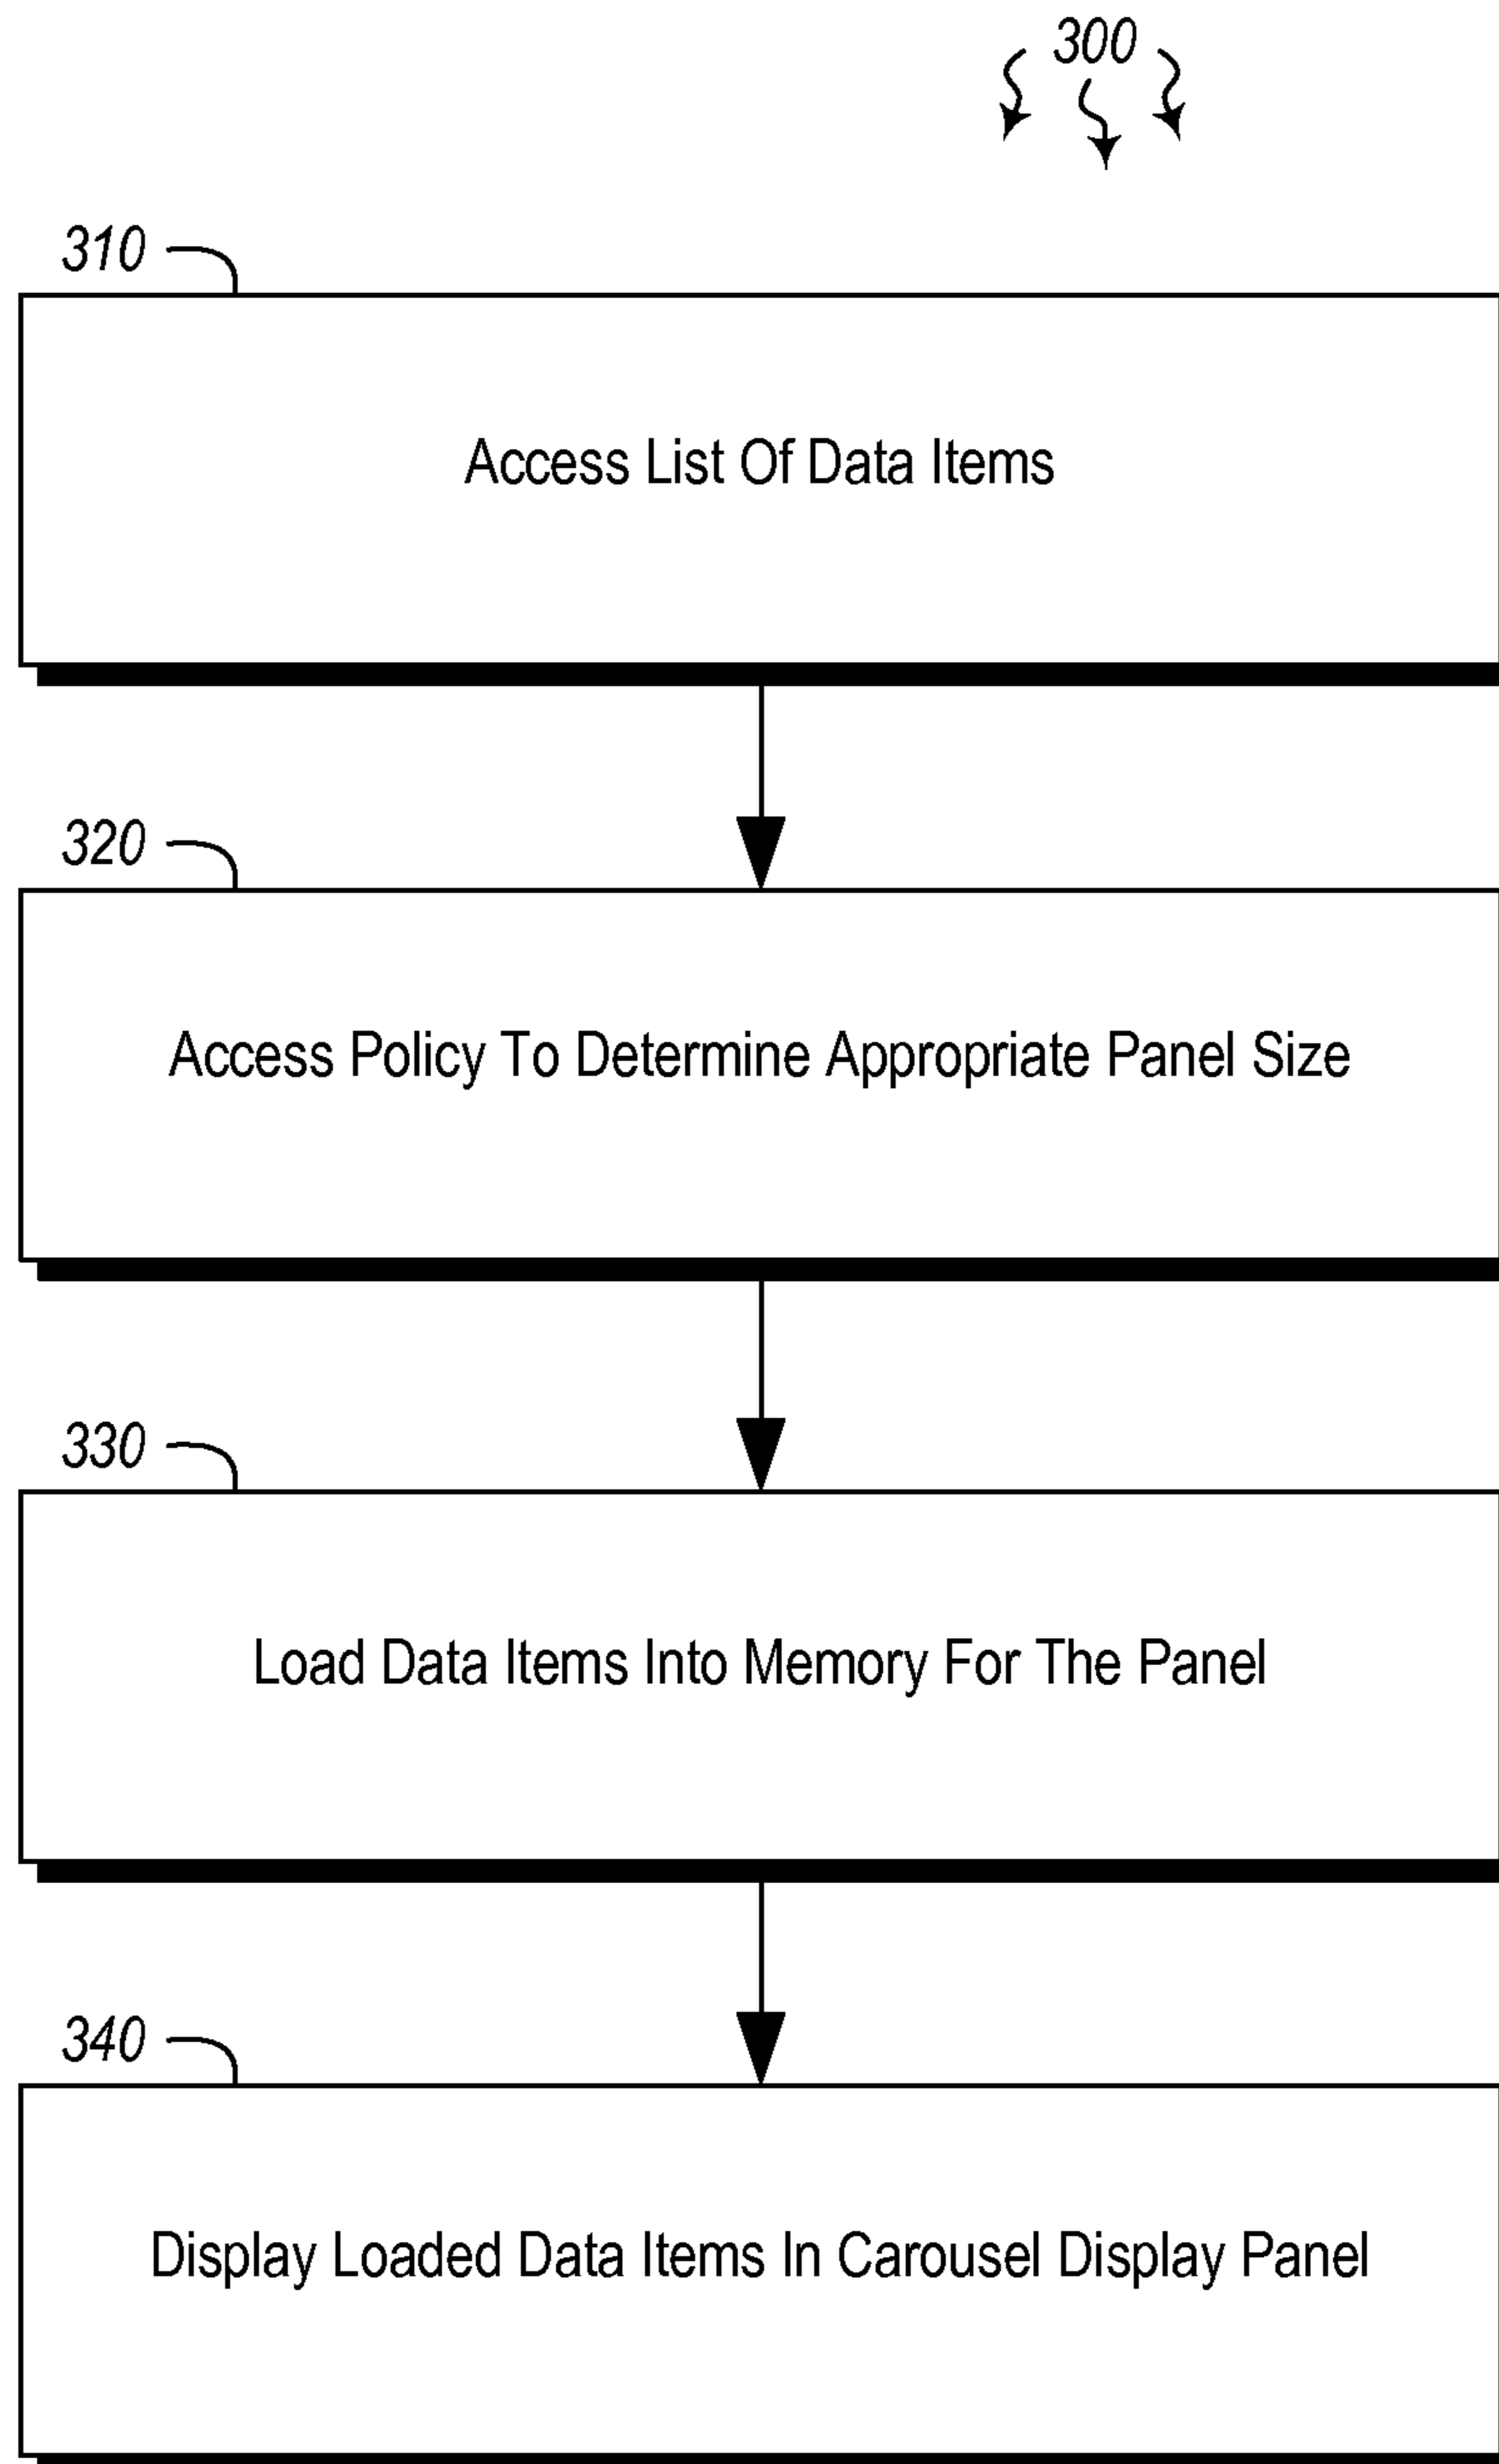 300
310
Access List Of Data Items
320
Access Policy To Determine Appropriate Panel Size
330
Load Data Items Into Memory For The Panel
340
Display Loaded Data Items In Carousel Display Panel